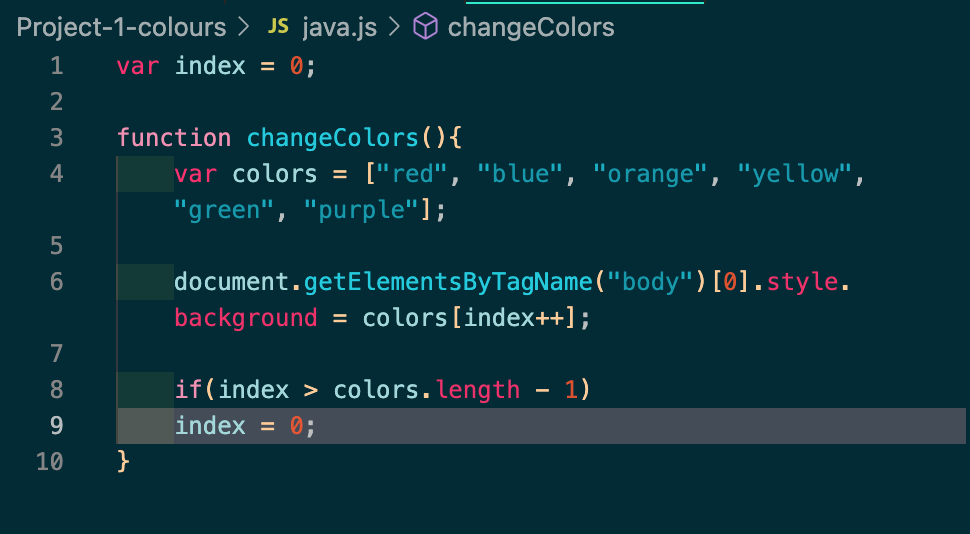 Project-1-colours > JS java.js > changeColors
1 var index = 0;
2
3 function changeColors(){
4 var colors = ["red", "blue", "orange", "yellow",
"green", "purple"];
5
6 document.getElementsByTagName("body")[0].style.
background = colors[index++];
7
8 if(index > colors.length - 1)
9 index = 0;
10 }